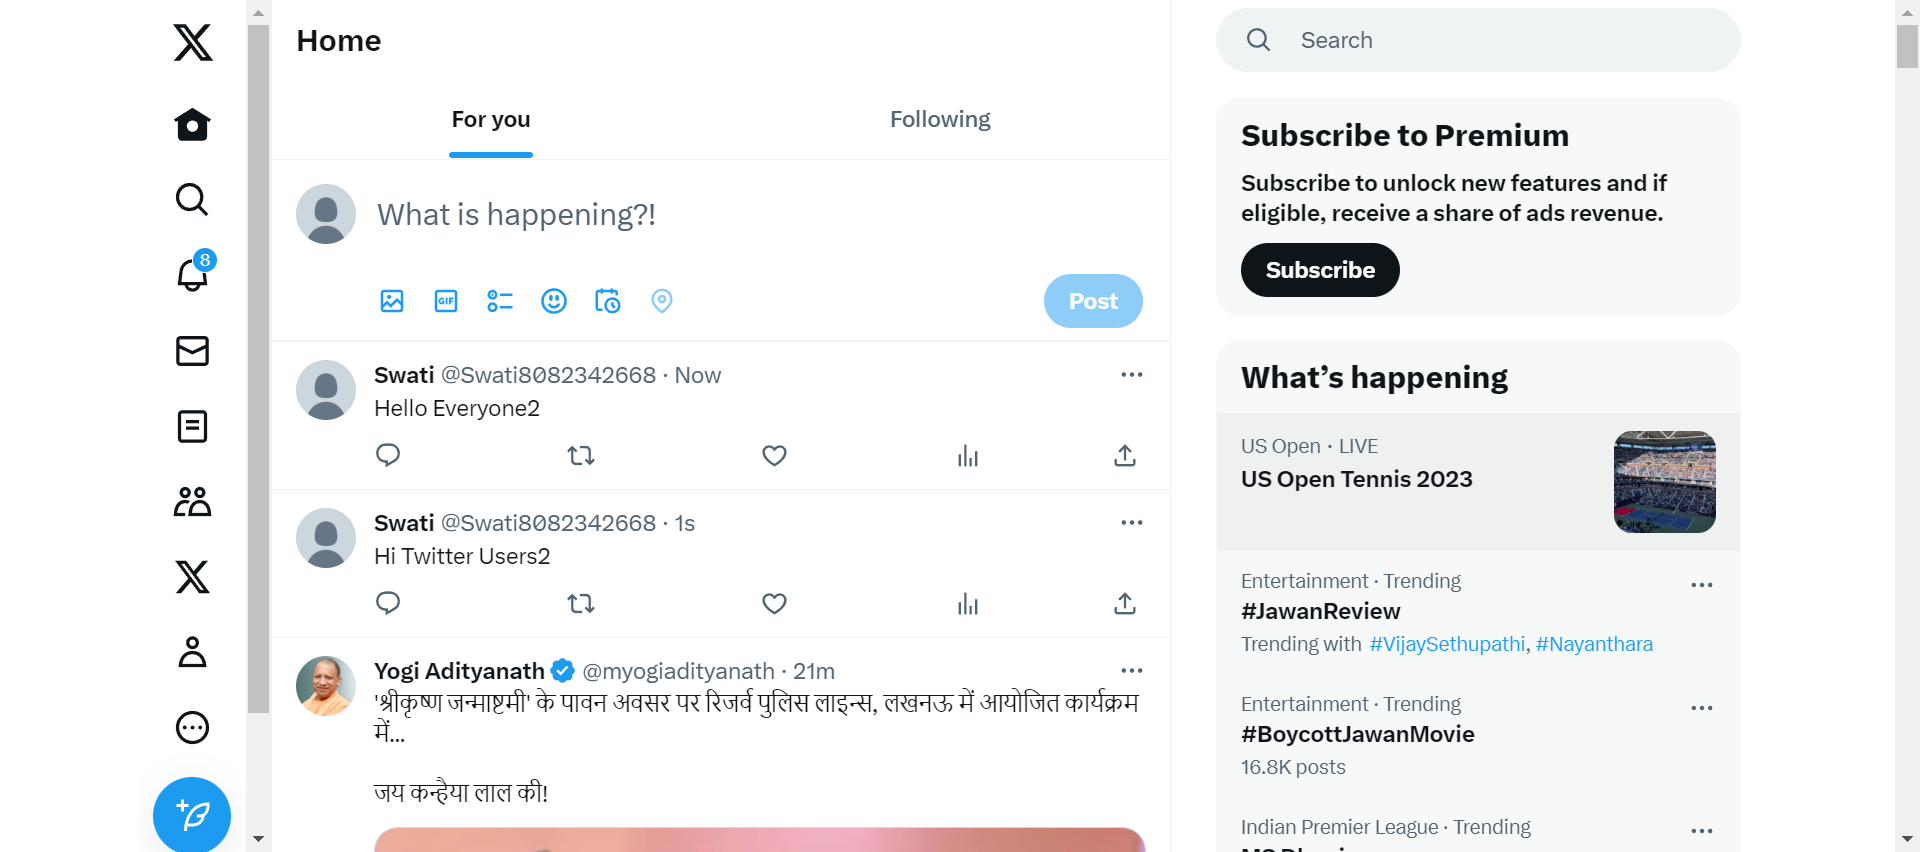 Home
For you
Following
What is happening?!
GIF
Post
8
Swati @Swati8082342668 · Now
Hello Everyone2
Swati @Swati8082342668 · 1s
Hi Twitter Users2
Yogi Adityanath @myogiadityanath · 21m
'श्रीकृष्ण जन्माष्टमी' के पावन अवसर पर रिजर्व पुलिस लाइन्स, लखनऊ में आयोजित कार्यक्रम
में...
जय कन्हैया लाल की!
Search
Subscribe to Premium
Subscribe to unlock new features and if
eligible, receive a share of ads revenue.
Subscribe
What’s happening
US Open · LIVE
US Open Tennis 2023
Entertainment · Trending
#JawanReview
Trending with #VijaySethupathi, #Nayanthara
Entertainment · Trending
#BoycottJawanMovie
16.8K posts
Indian Premier League · Trending